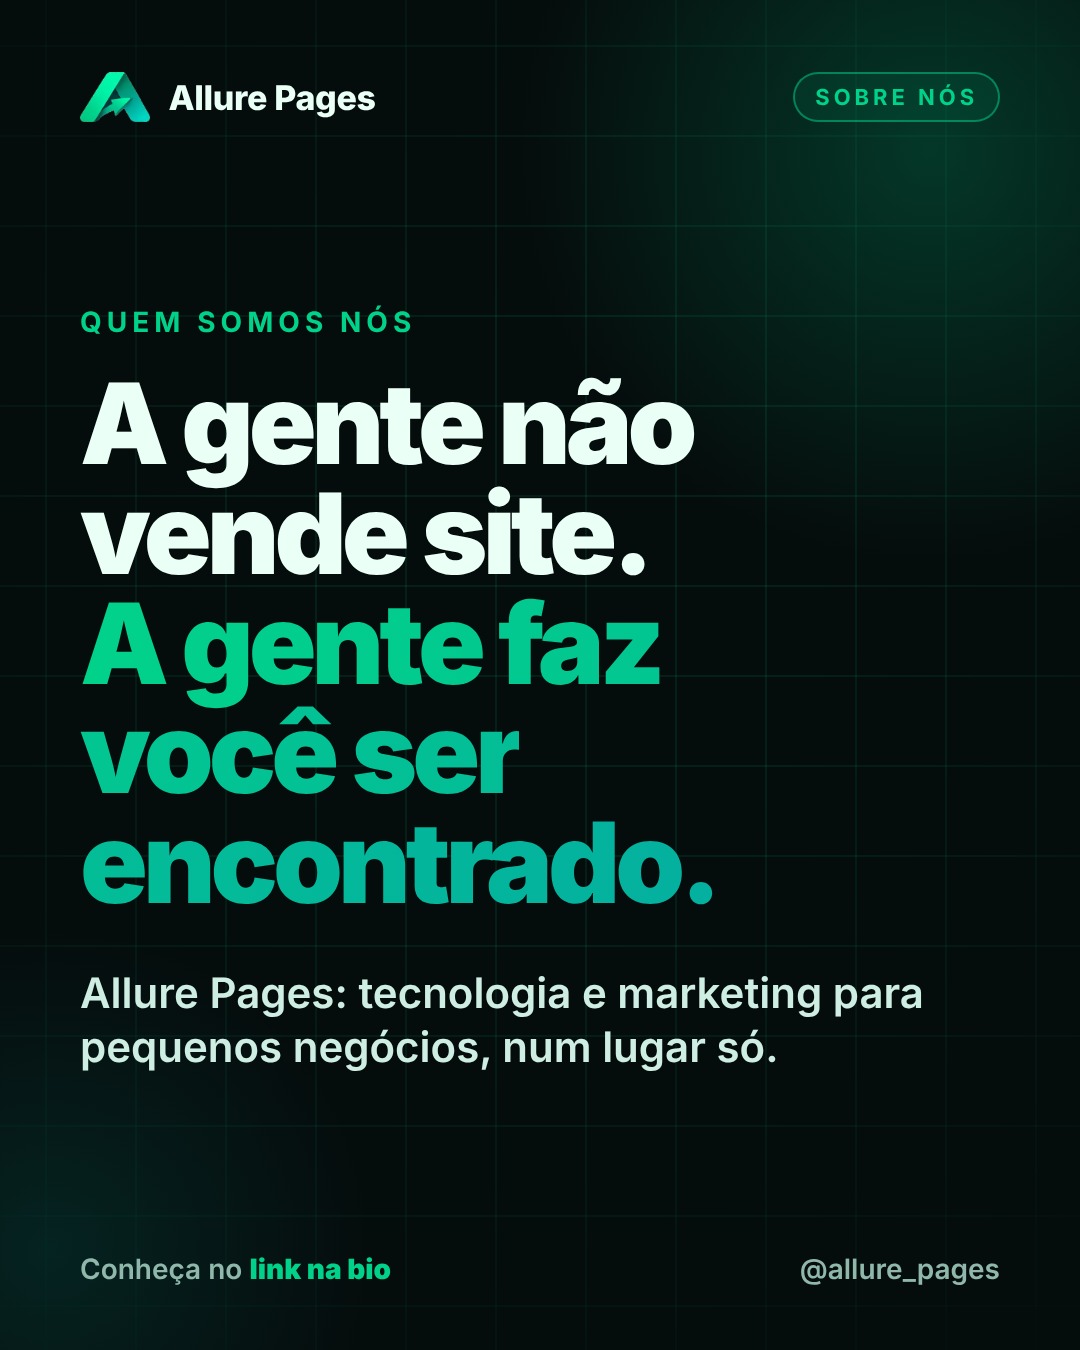 Allure Pages
SOBRE NÓS
QUEM SOMOS NÓS
A gente não
vende site.
A gente faz
você ser
encontrado.
Allure Pages: tecnologia e marketing para
pequenos negócios, num lugar só.
Conheça no link na bio
@allure_pages